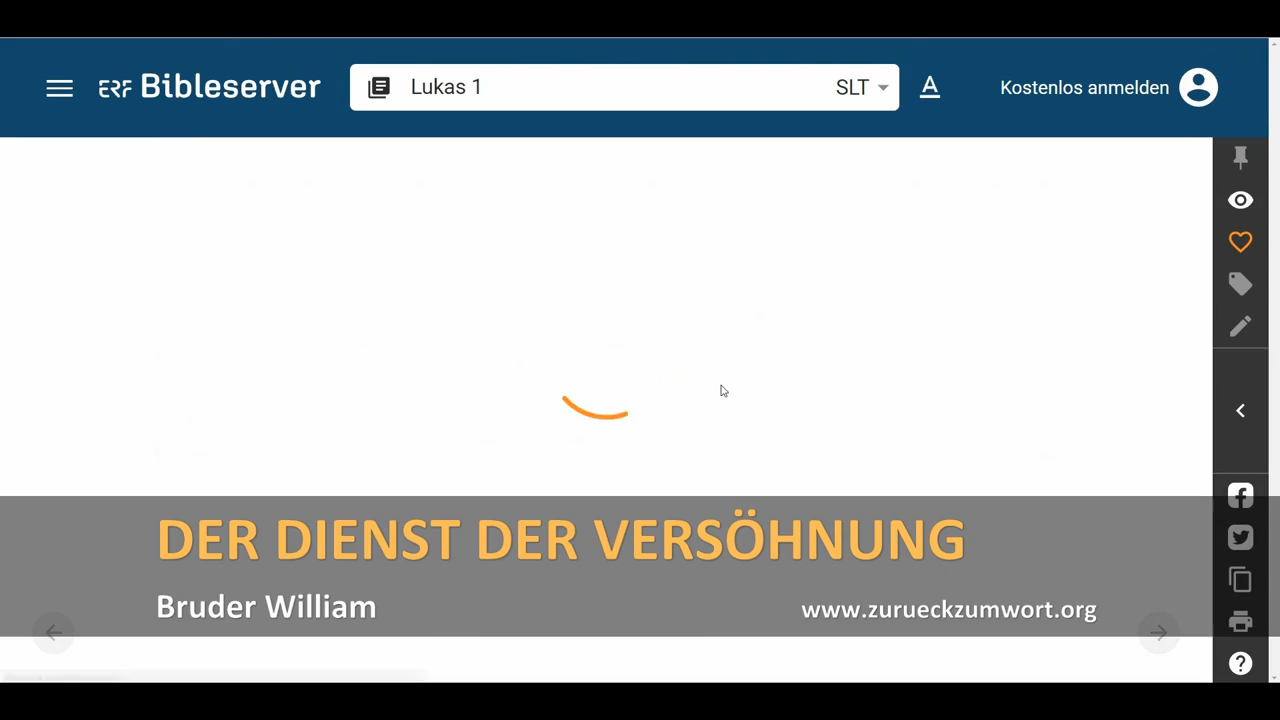 ERF Bibleserver
Lukas 1
SLT
A
Kostenlos anmelden
DER DIENST DER VERSÖHNUNG
Bruder William
www.zurueckzumwort.org